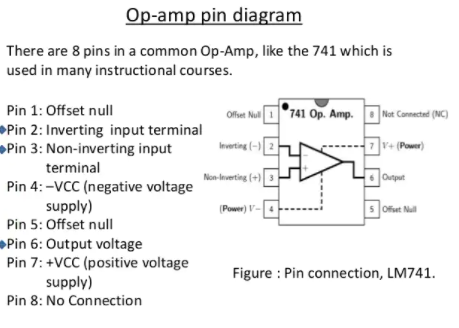 Op-amp pin diagram
There are 8 pins in a common Op-Amp, like the 741 which is
used in many instructional courses.
Pin 1: Offset null
Pin 2: Inverting input terminal
Pin 3: Non-inverting input
terminal
Pin 4: –VCC (negative voltage
supply)
Pin 5: Offset null
Pin 6: Output voltage
Pin 7: +VCC (positive voltage
supply)
Pin 8: No Connection
741 Op. Amp.
Offset Null 1
8 Not Connected (NC)
Inverting (−) 2
7 V+ (Power)
Non-Inverting (+) 3
6 Output
(Power) V− 4
5 Offset Null
−
+
Figure : Pin connection, LM741.